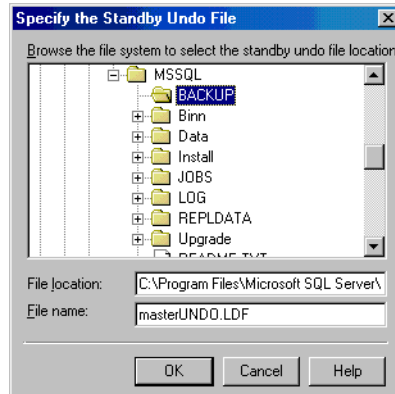 Specify the Standby Undo File
Browse the file system to select the standby undo file location
MSSQL
BACKUP
Binn
Data
Install
JOBS
LOG
REPLDATA
Upgrade
README.TXT
File location: C:\Program Files\Microsoft SQL Server\
File name: masterUNDO.LDF
OK Cancel Help